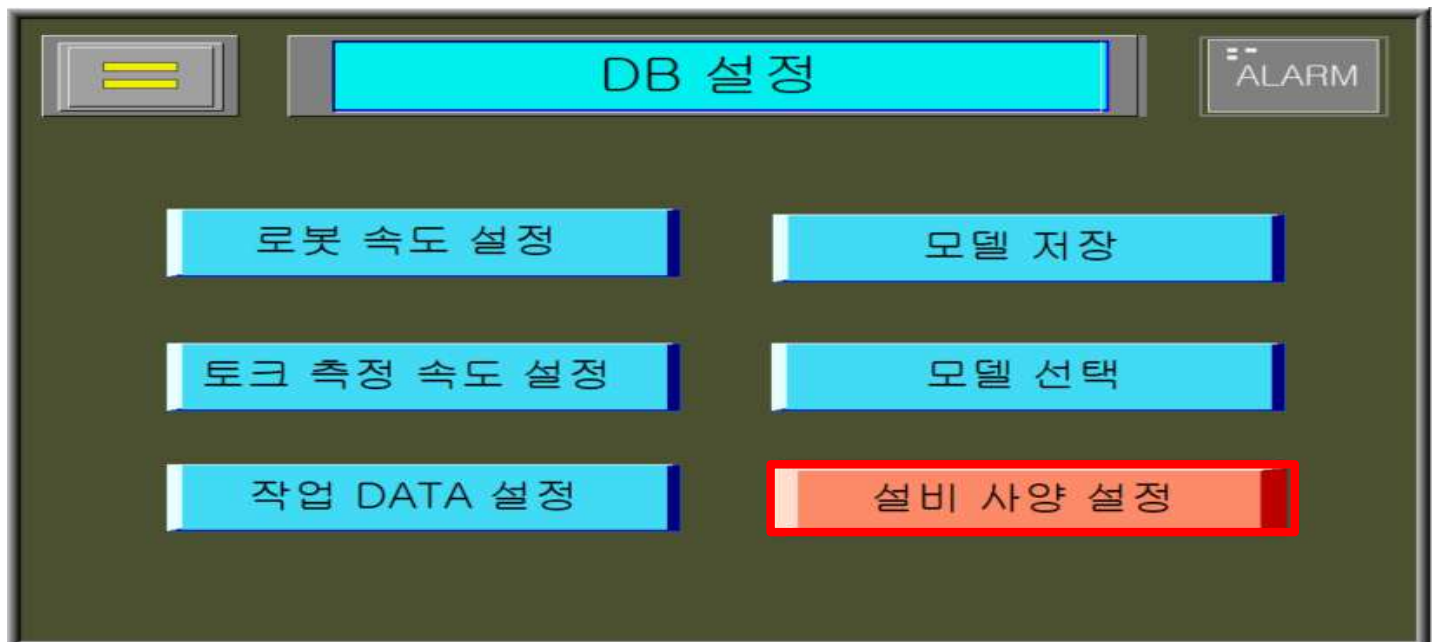 DB 설정
ALARM
로봇 속도 설정
모델 저장
토크 측정 속도 설정
모델 선택
작업 DATA 설정
설비 사양 설정